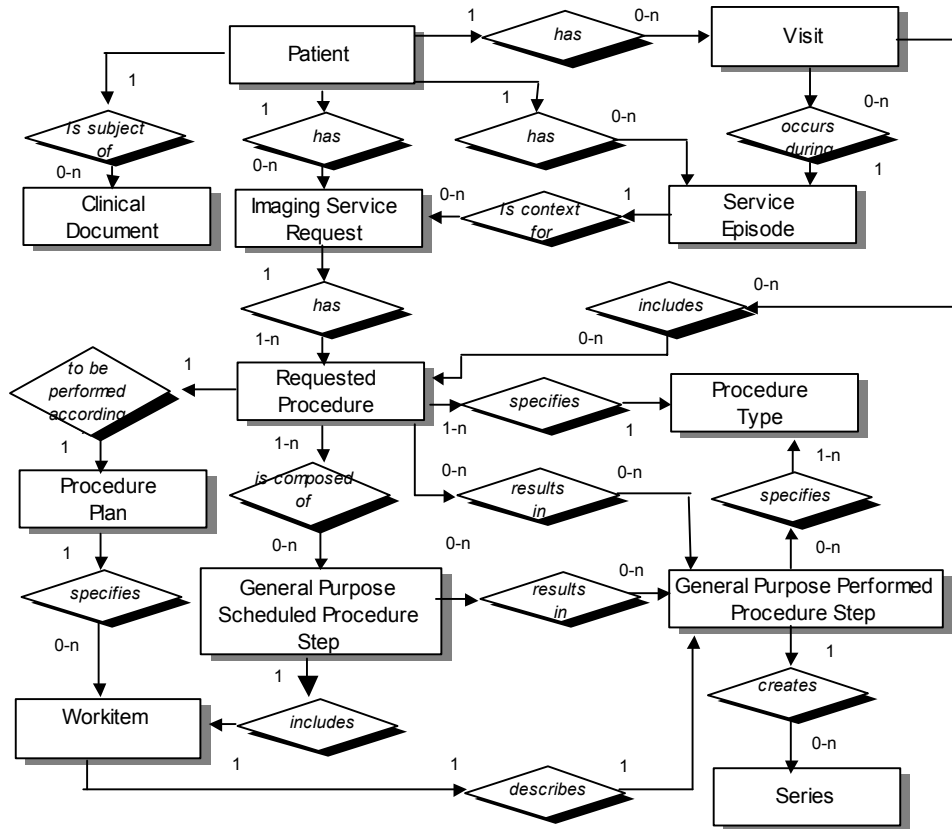 1
0-n
has
Patient
Visit
1
1
1
0-n
0-n
Is subject
of
has
has
occurs
during
0-n
0-n
1
Clinical
Document
Imaging Service
Request
0-n
Is context
for
1
Service
Episode
1
has
includes
0-n
0-n
1-n
to be
performed
according
1
Requested
Procedure
specifies
Procedure
Type
1-n
1
1
1-n
Procedure
Plan
is composed
of
0-n
results
in
0-n
1-n
specifies
1
0-n
0-n
0-n
specifies
General Purpose
Scheduled Procedure
Step
results
in
0-n
General Purpose Performed
Procedure Step
0-n
1
1
creates
Workitem
includes
0-n
1
1
describes
1
Series